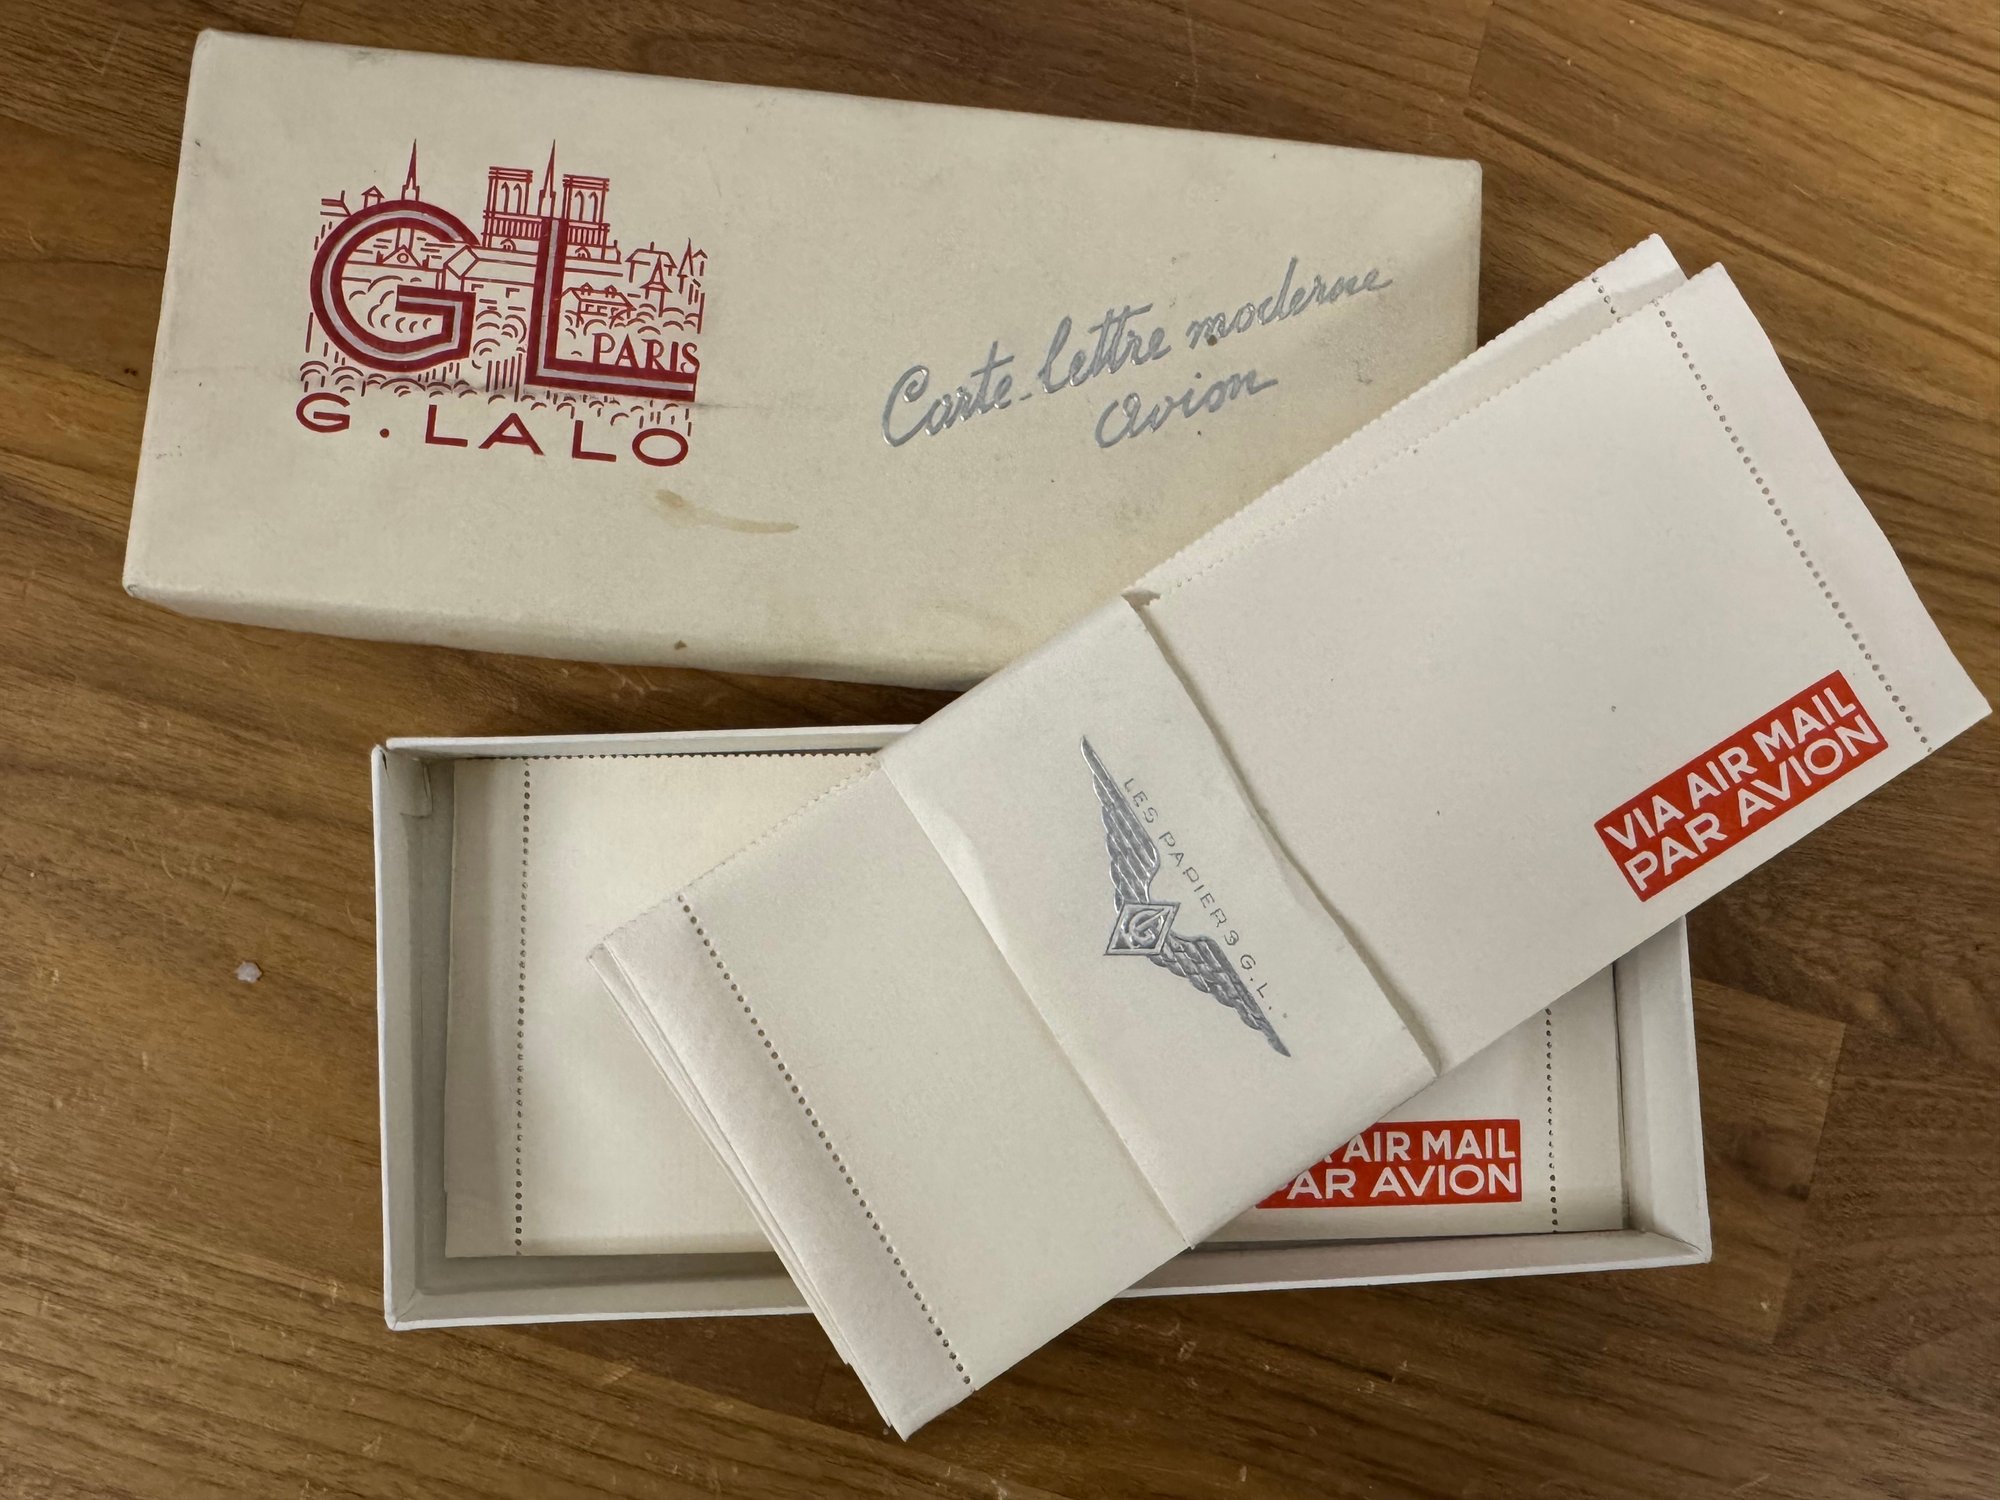 GL
PARIS
G. LALO
Carte-lettre moderne
avion
LES PAPIERS G.L.
G
VIA AIR MAIL
PAR AVION
AIR MAIL
PAR AVION